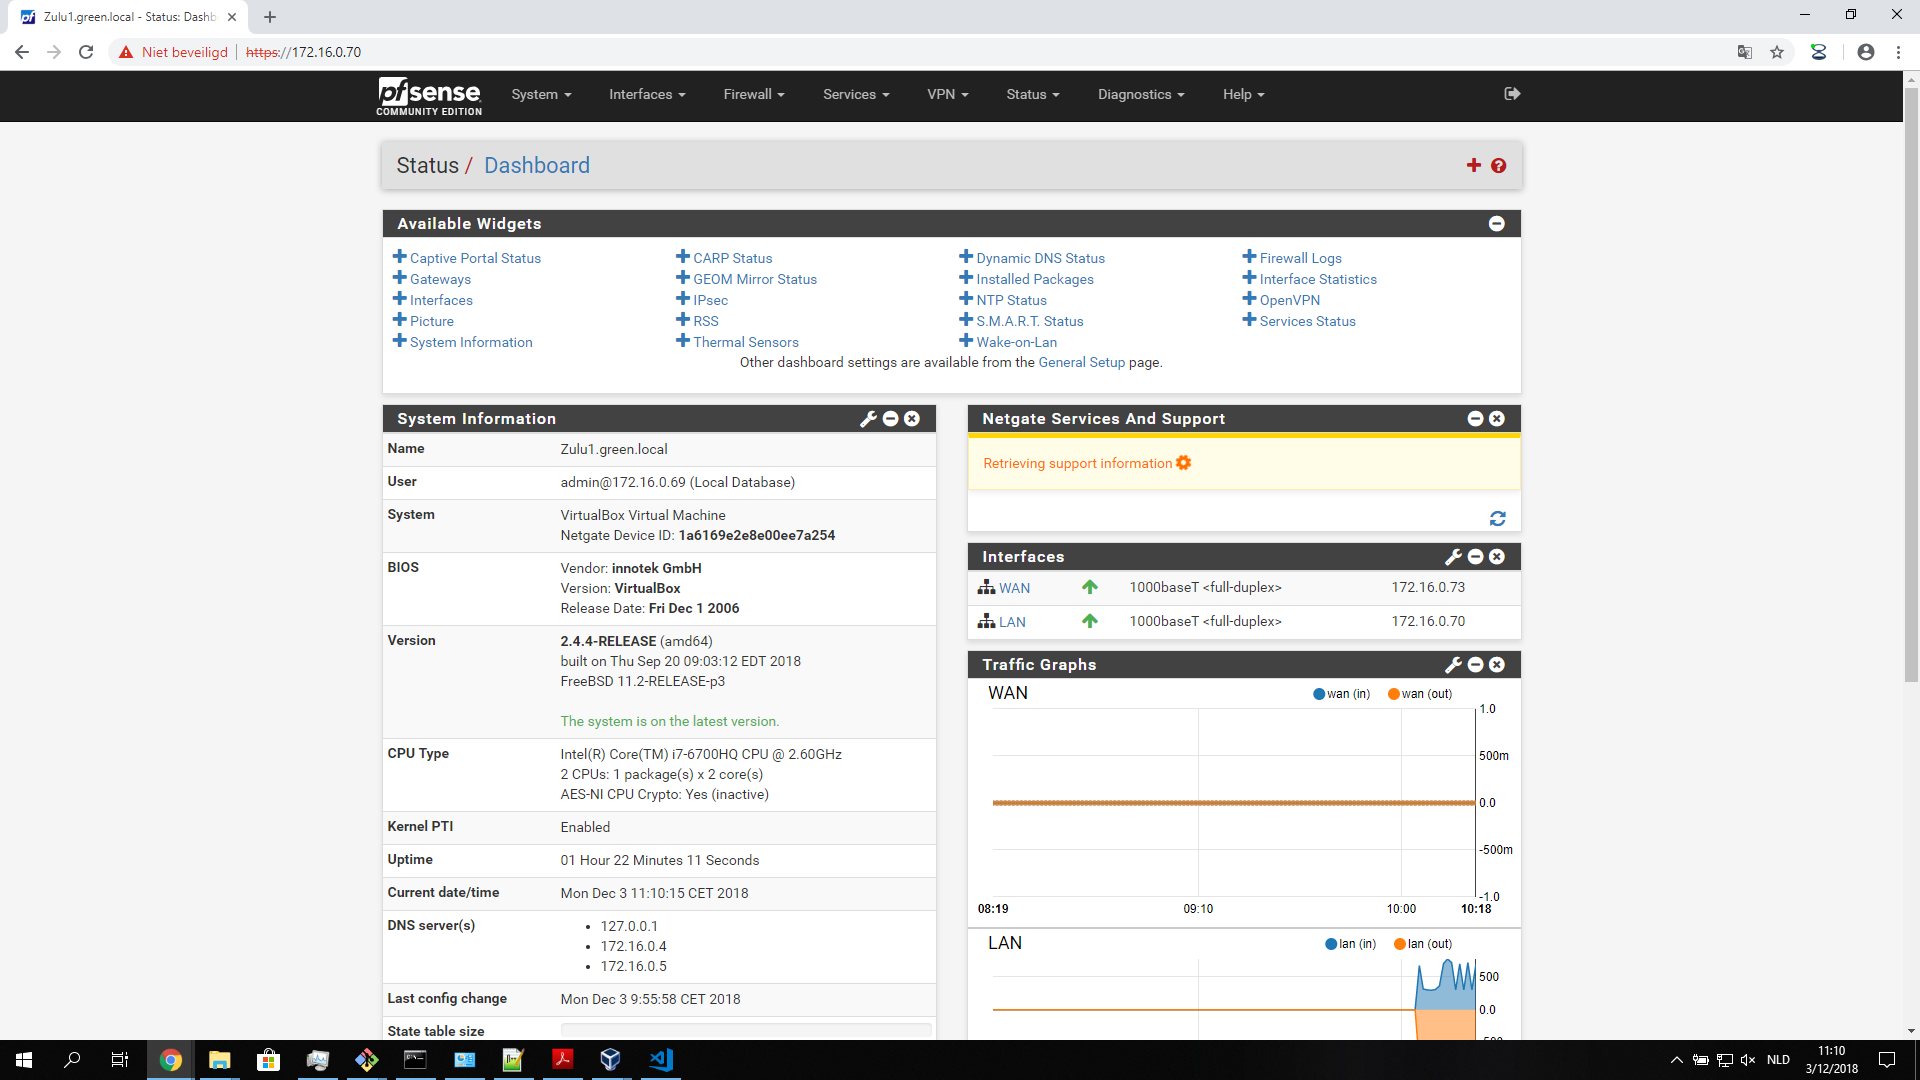 Zulu1.green.local - Status: Dashb
Niet beveiligd
https://172.16.0.70
pfsense
COMMUNITY EDITION
System
Interfaces
Firewall
Services
VPN
Status
Diagnostics
Help
Status / Dashboard
Available Widgets
Captive Portal Status
CARP Status
Dynamic DNS Status
Firewall Logs
Gateways
GEOM Mirror Status
Installed Packages
Interface Statistics
Interfaces
IPsec
NTP Status
OpenVPN
Picture
RSS
S.M.A.R.T. Status
Services Status
System Information
Thermal Sensors
Wake-on-Lan
Other dashboard settings are available from the General Setup page.
System Information
Name Zulu1.green.local
User admin@172.16.0.69 (Local Database)
System VirtualBox Virtual Machine
Netgate Device ID: 1a6169e2e8e00ee7a254
BIOS Vendor: innotek GmbH
Version: VirtualBox
Release Date: Fri Dec 1 2006
Version 2.4.4-RELEASE (amd64)
built on Thu Sep 20 09:03:12 EDT 2018
FreeBSD 11.2-RELEASE-p3
The system is on the latest version.
CPU Type Intel(R) Core(TM) i7-6700HQ CPU @ 2.60GHz
2 CPUs: 1 package(s) x 2 core(s)
AES-NI CPU Crypto: Yes (inactive)
Kernel PTI Enabled
Uptime 01 Hour 22 Minutes 11 Seconds
Current date/time Mon Dec 3 11:10:15 CET 2018
DNS server(s)
• 127.0.0.1
• 172.16.0.4
• 172.16.0.5
Last config change Mon Dec 3 9:55:58 CET 2018
State table size
Netgate Services And Support
Retrieving support information
Interfaces
WAN 1000baseT <full-duplex> 172.16.0.73
LAN 1000baseT <full-duplex> 172.16.0.70
Traffic Graphs
WAN
wan (in) wan (out)
1.0
500m
0.0
-500m
-1.0
08:19 09:10 10:00 10:18
LAN
lan (in) lan (out)
500
0.0
NLD
11:10
3/12/2018